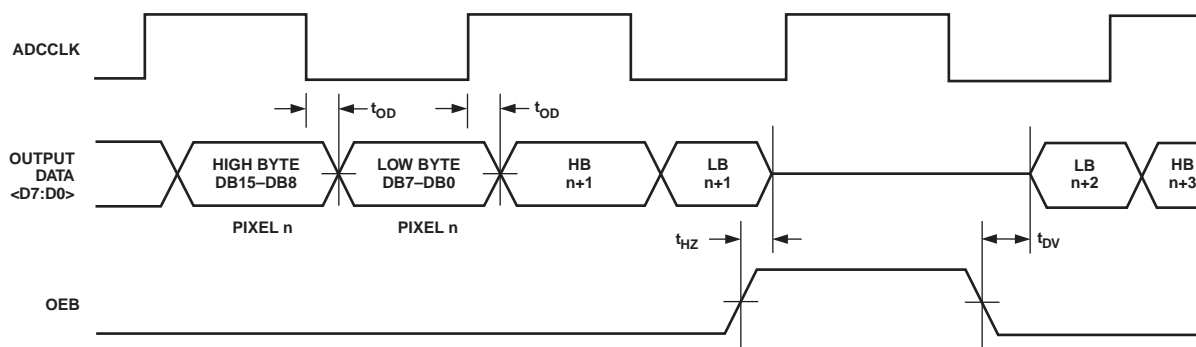 ADCCLK
tOD
tOD
OUTPUT
DATA
<D7:D0>
HIGH BYTE
DB15–DB8
LOW BYTE
DB7–DB0
HB
n+1
LB
n+1
LB
n+2
HB
n+3
PIXEL n
PIXEL n
tHZ
tDV
OEB